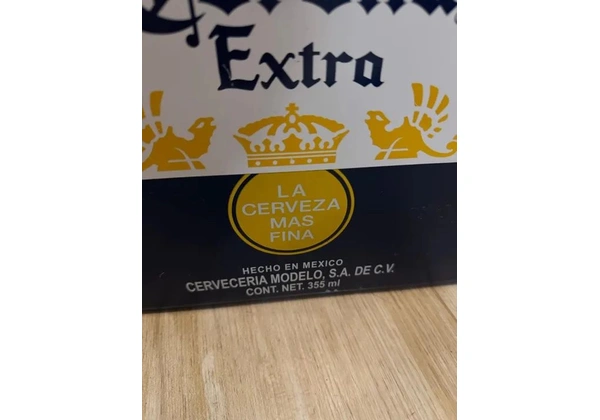 Extra
LA
CERVEZA
MAS
FINA
HECHO EN MEXICO
CERVECERIA MODELO, S.A. DE C.V.
CONT. NET. 355 ml